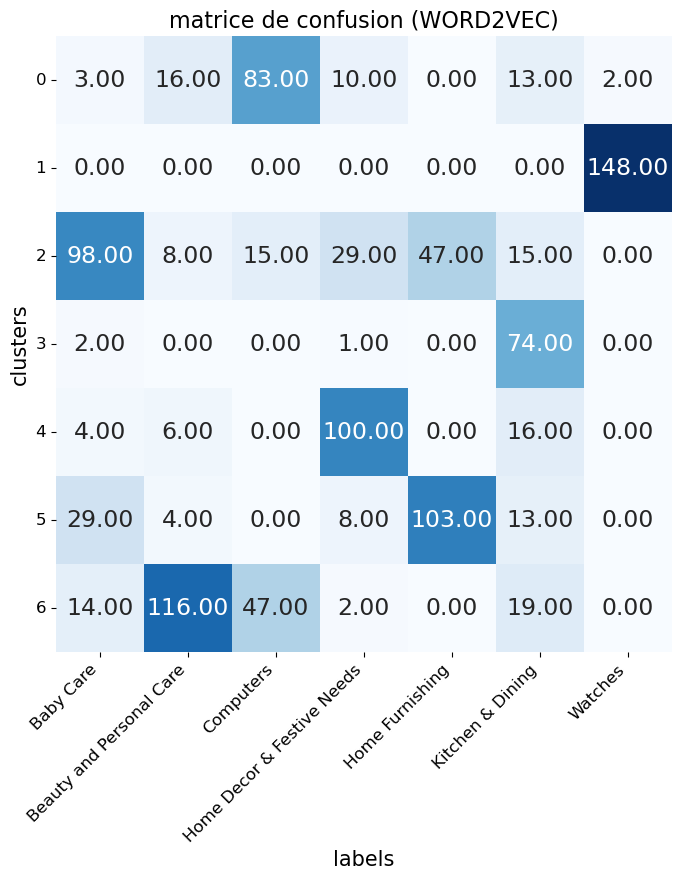 matrice de confusion (WORD2VEC)
0 3.00 16.00 83.00 10.00 0.00 13.00 2.00
1 0.00 0.00 0.00 0.00 0.00 0.00 148.00
2 98.00 8.00 15.00 29.00 47.00 15.00 0.00
3 2.00 0.00 0.00 1.00 0.00 74.00 0.00
4 4.00 6.00 0.00 100.00 0.00 16.00 0.00
5 29.00 4.00 0.00 8.00 103.00 13.00 0.00
6 14.00 116.00 47.00 2.00 0.00 19.00 0.00
clusters
Baby Care
Beauty and Personal Care
Computers
Home Decor & Festive Needs
Home Furnishing
Kitchen & Dining
Watches
labels